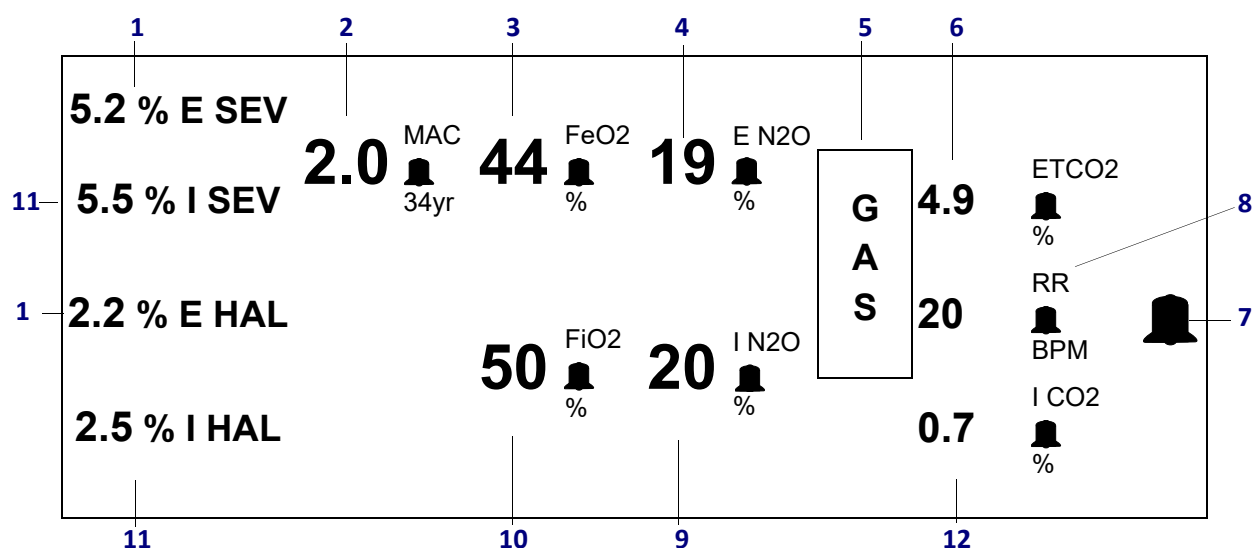 1 2 3 4 5 6
5.2 % E SEV
2.0 MAC 34yr
44 FeO2 %
19 E N2O %
11
5.5 % I SEV
G
A
S
4.9 ETCO2 %
8
1
2.2 % E HAL
20 RR BPM
7
50 FiO2 %
20 I N2O %
2.5 % I HAL
0.7 I CO2 %
11 10 9 12